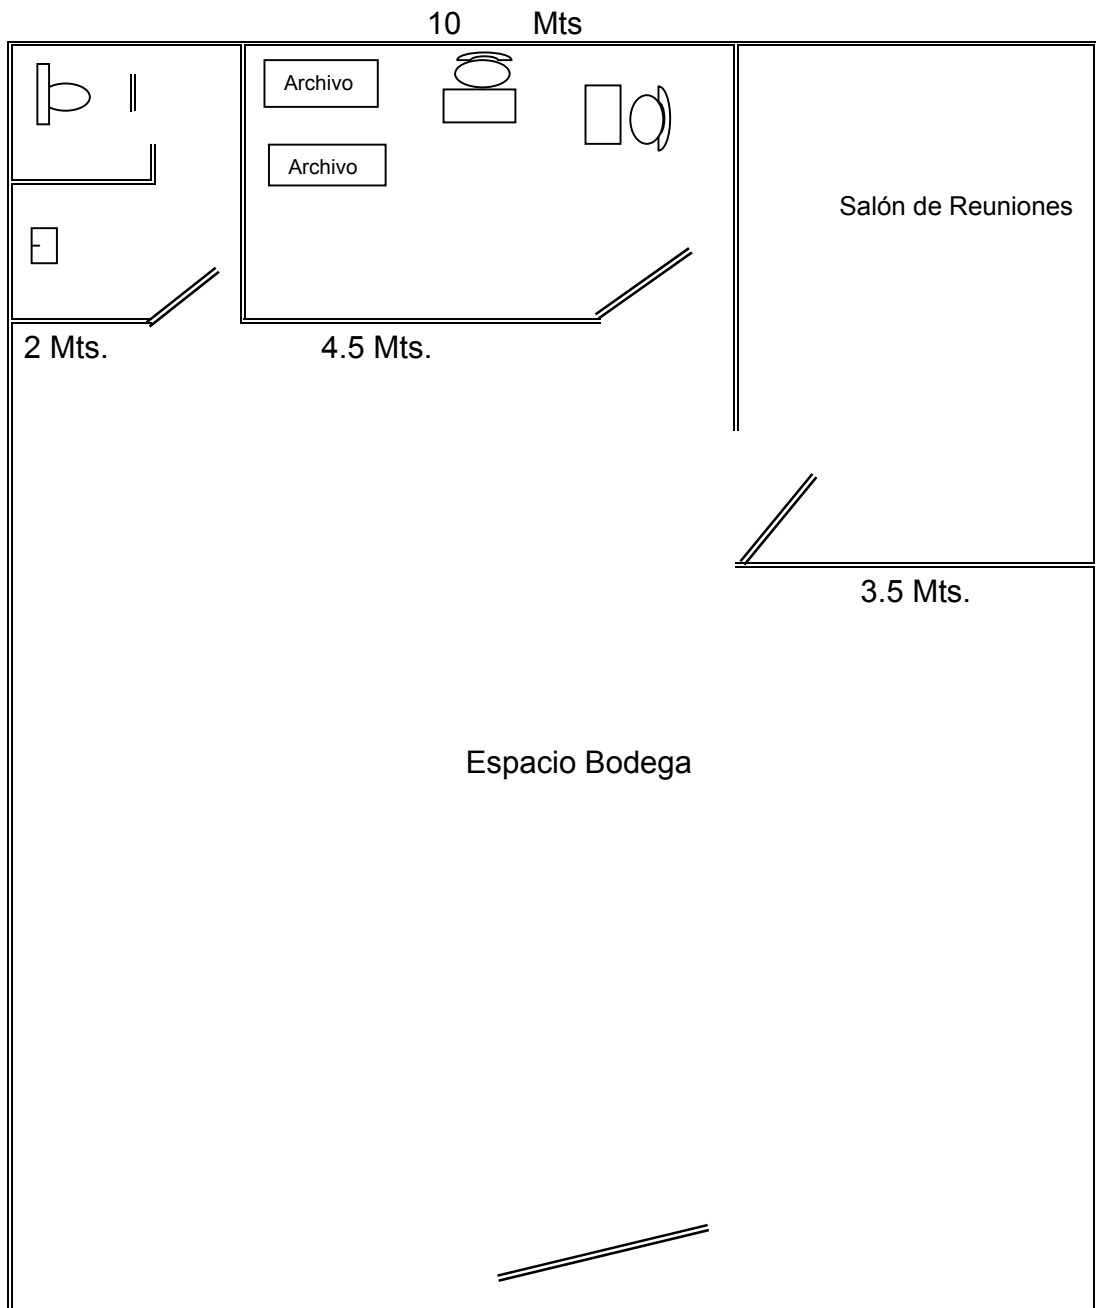 10 Mts
Archivo
Archivo
Salón de Reuniones
2 Mts.
4.5 Mts.
3.5 Mts.
Espacio Bodega